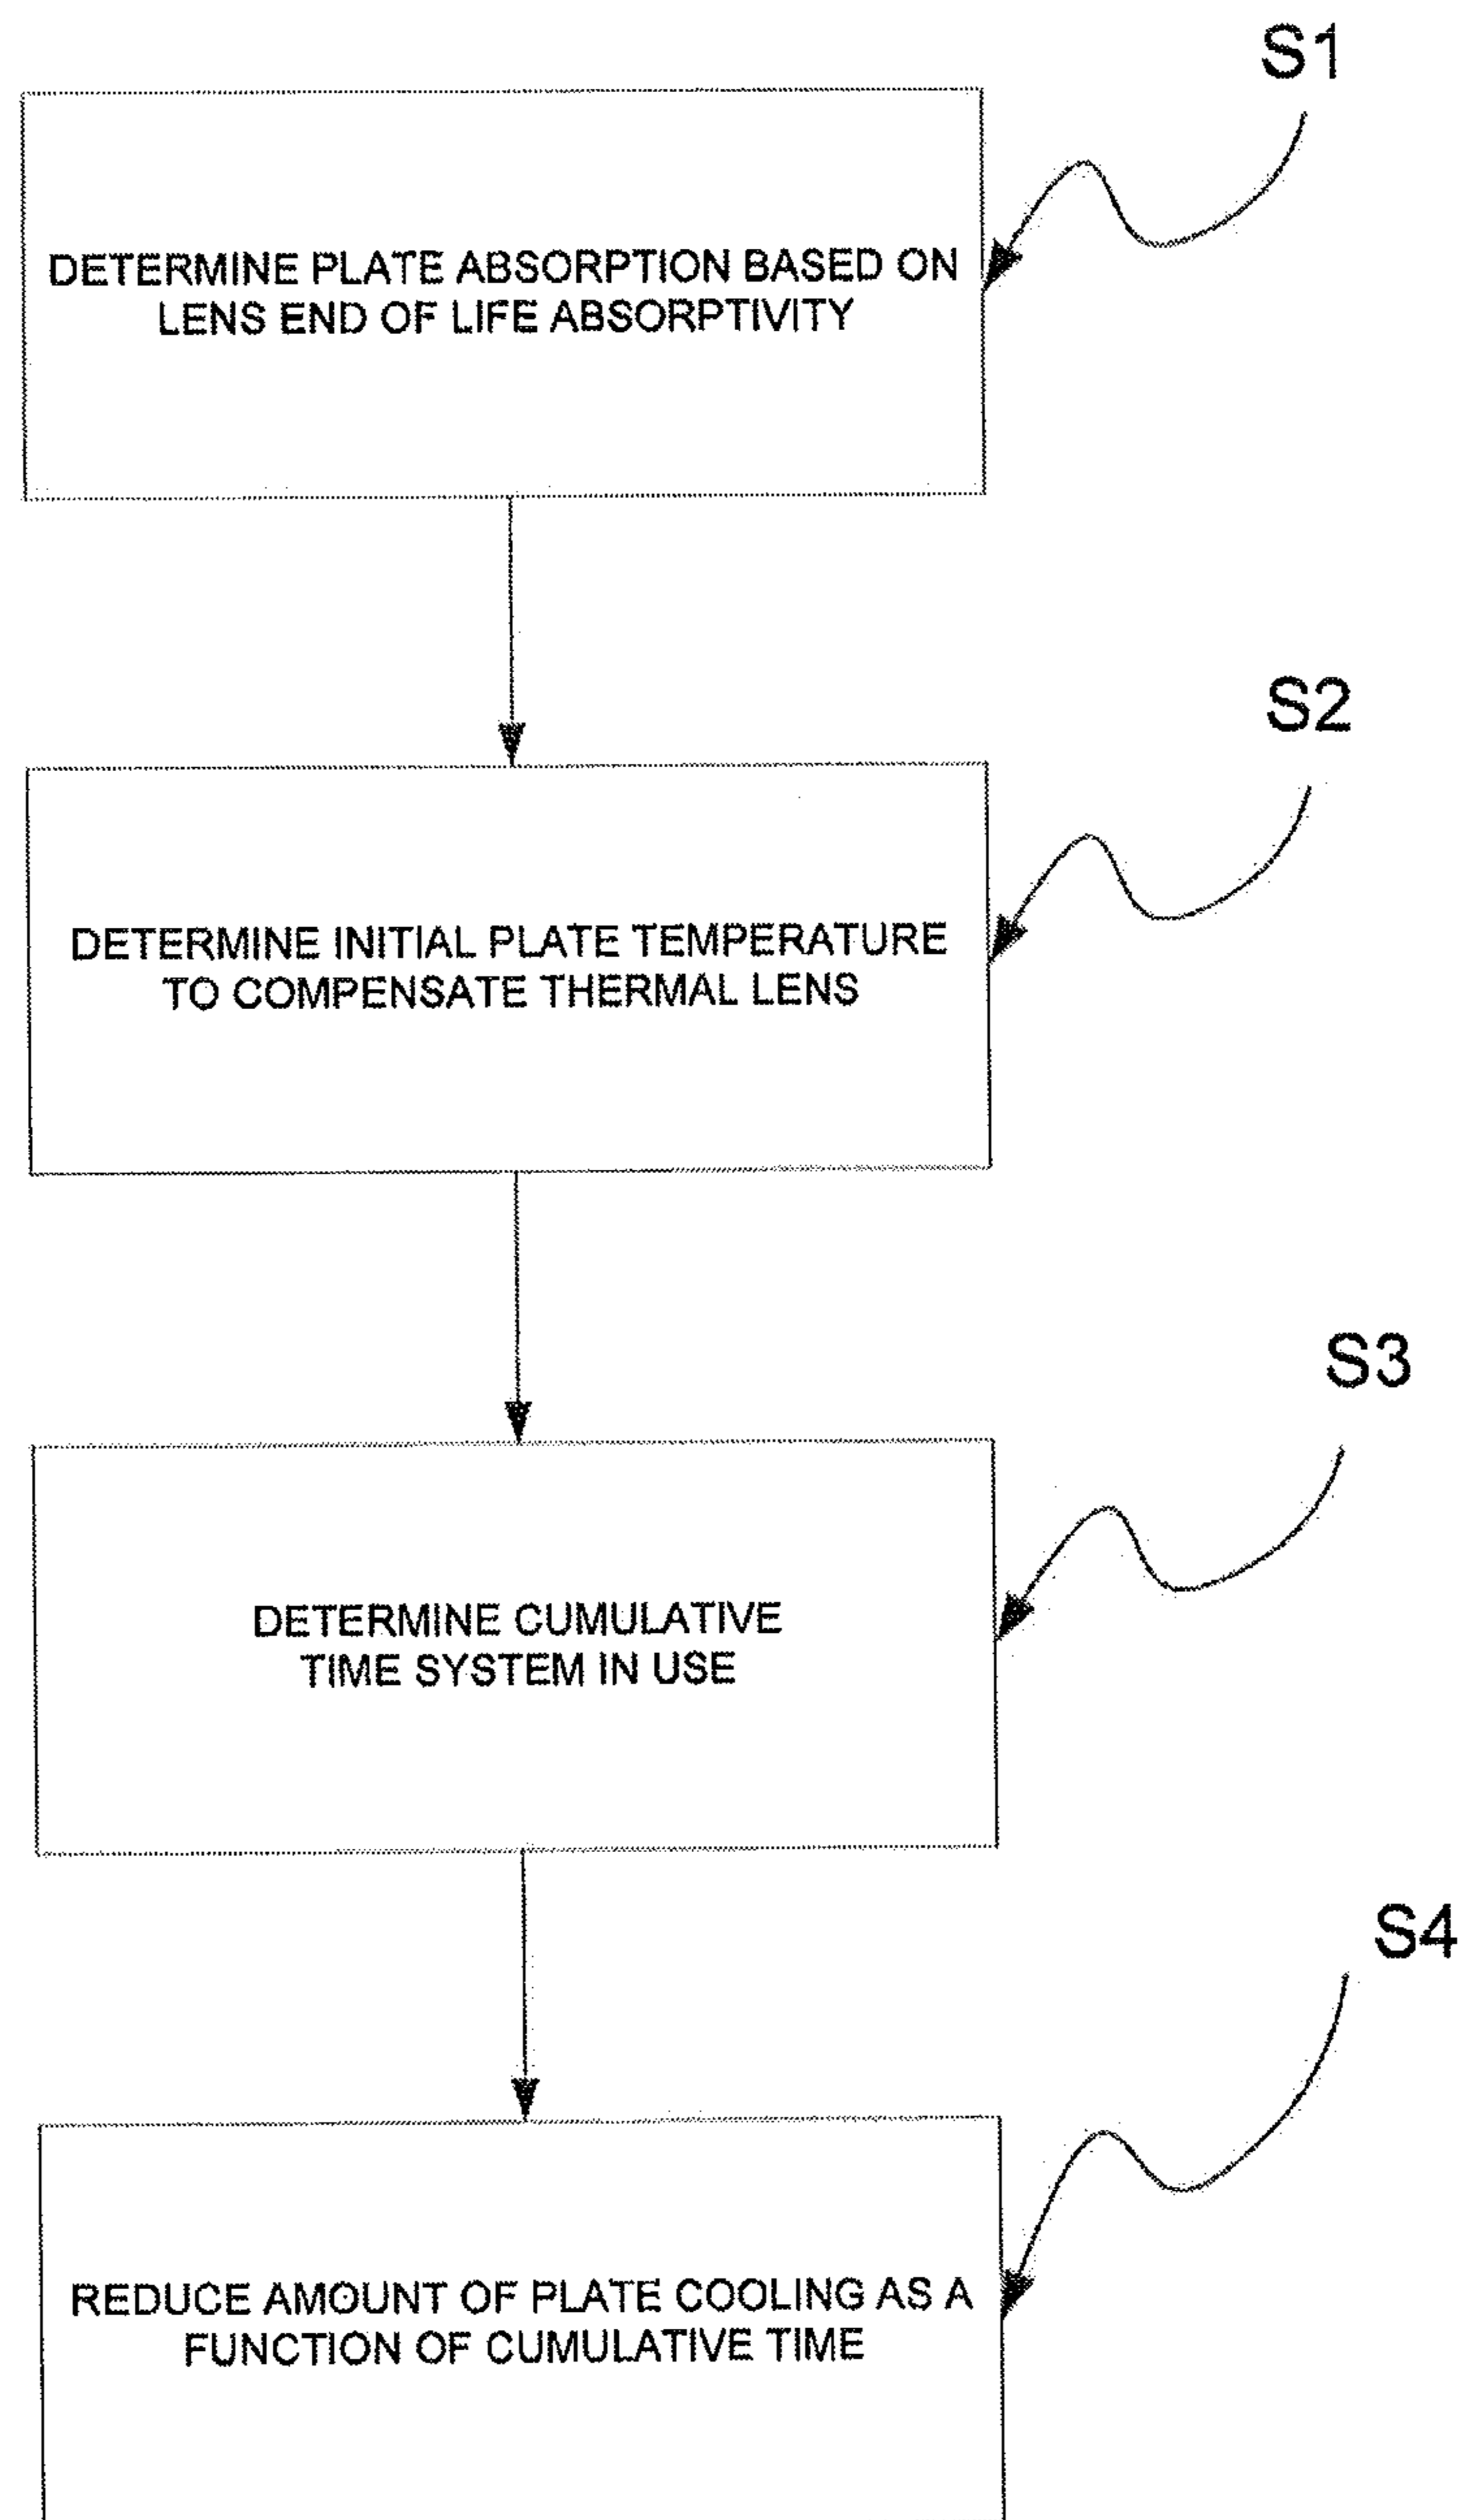 S1
DETERMINE PLATE ABSORPTION BASED ON
LENS END OF LIFE ABSORPTIVITY
S2
DETERMINE INITIAL PLATE TEMPERATURE
TO COMPENSATE THERMAL LENS
S3
DETERMINE CUMULATIVE
TIME SYSTEM IN USE
S4
REDUCE AMOUNT OF PLATE COOLING AS A
FUNCTION OF CUMULATIVE TIME